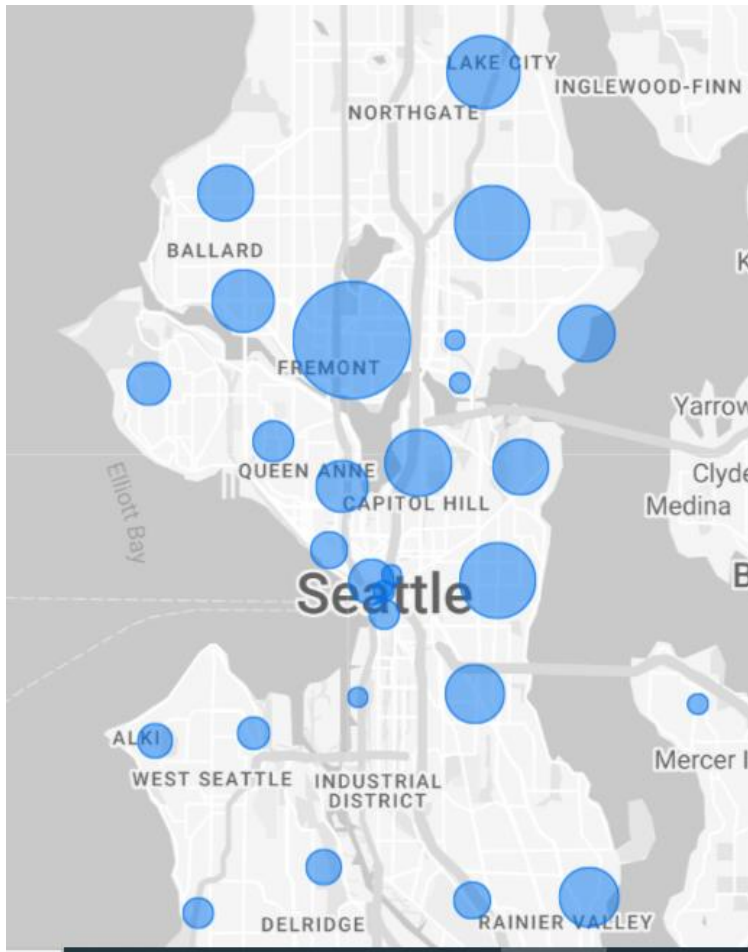 LAKE CITY
INGLEWOOD-FINN
NORTHGATE
BALLARD
K
FREMONT
Yarrow
QUEEN ANNE
Clyde
CAPITOL HILL
Medina
Elliott Bay
B
Seattle
ALKI
Mercer I
WEST SEATTLE
INDUSTRIAL
DISTRICT
DELRIDGE
RAINIER VALLEY